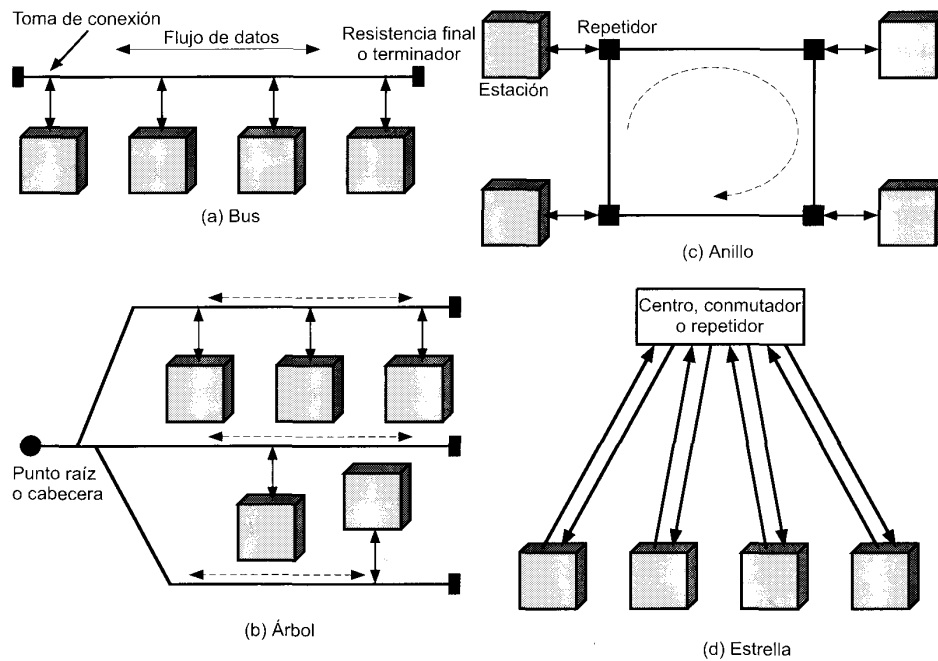 Toma de conexión
Flujo de datos
Resistencia final
o terminador
(a) Bus
Repetidor
Estación
(c) Anillo
Punto raíz
o cabecera
(b) Árbol
Centro, conmutador
o repetidor
(d) Estrella